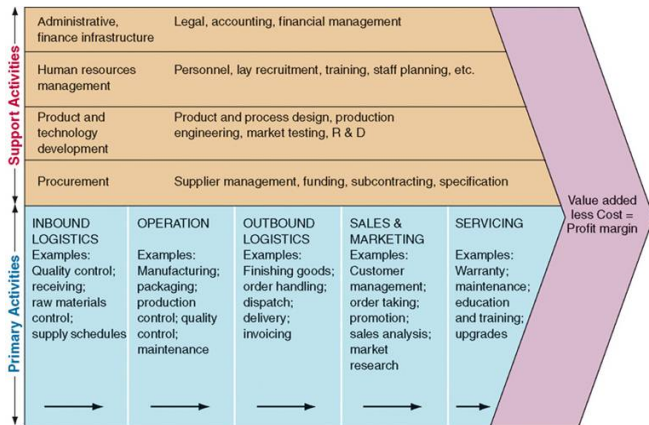 Support Activities
Administrative,
finance infrastructure
Legal, accounting, financial management
Human resources
management
Personnel, lay recruitment, training, staff planning, etc.
Product and
technology
development
Product and process design, production
engineering, market testing, R & D
Procurement
Supplier management, funding, subcontracting, specification
Primary Activities
INBOUND
LOGISTICS
Examples:
Quality control;
receiving;
raw materials
control;
supply schedules
OPERATION
Examples:
Manufacturing;
packaging;
production
control; quality
control;
maintenance
OUTBOUND
LOGISTICS
Examples:
Finishing goods;
order handling;
dispatch;
delivery;
invoicing
SALES &
MARKETING
Examples:
Customer
management;
order taking;
promotion;
sales analysis;
market
research
SERVICING
Examples:
Warranty;
maintenance;
education
and training;
upgrades
Value added
less Cost =
Profit margin